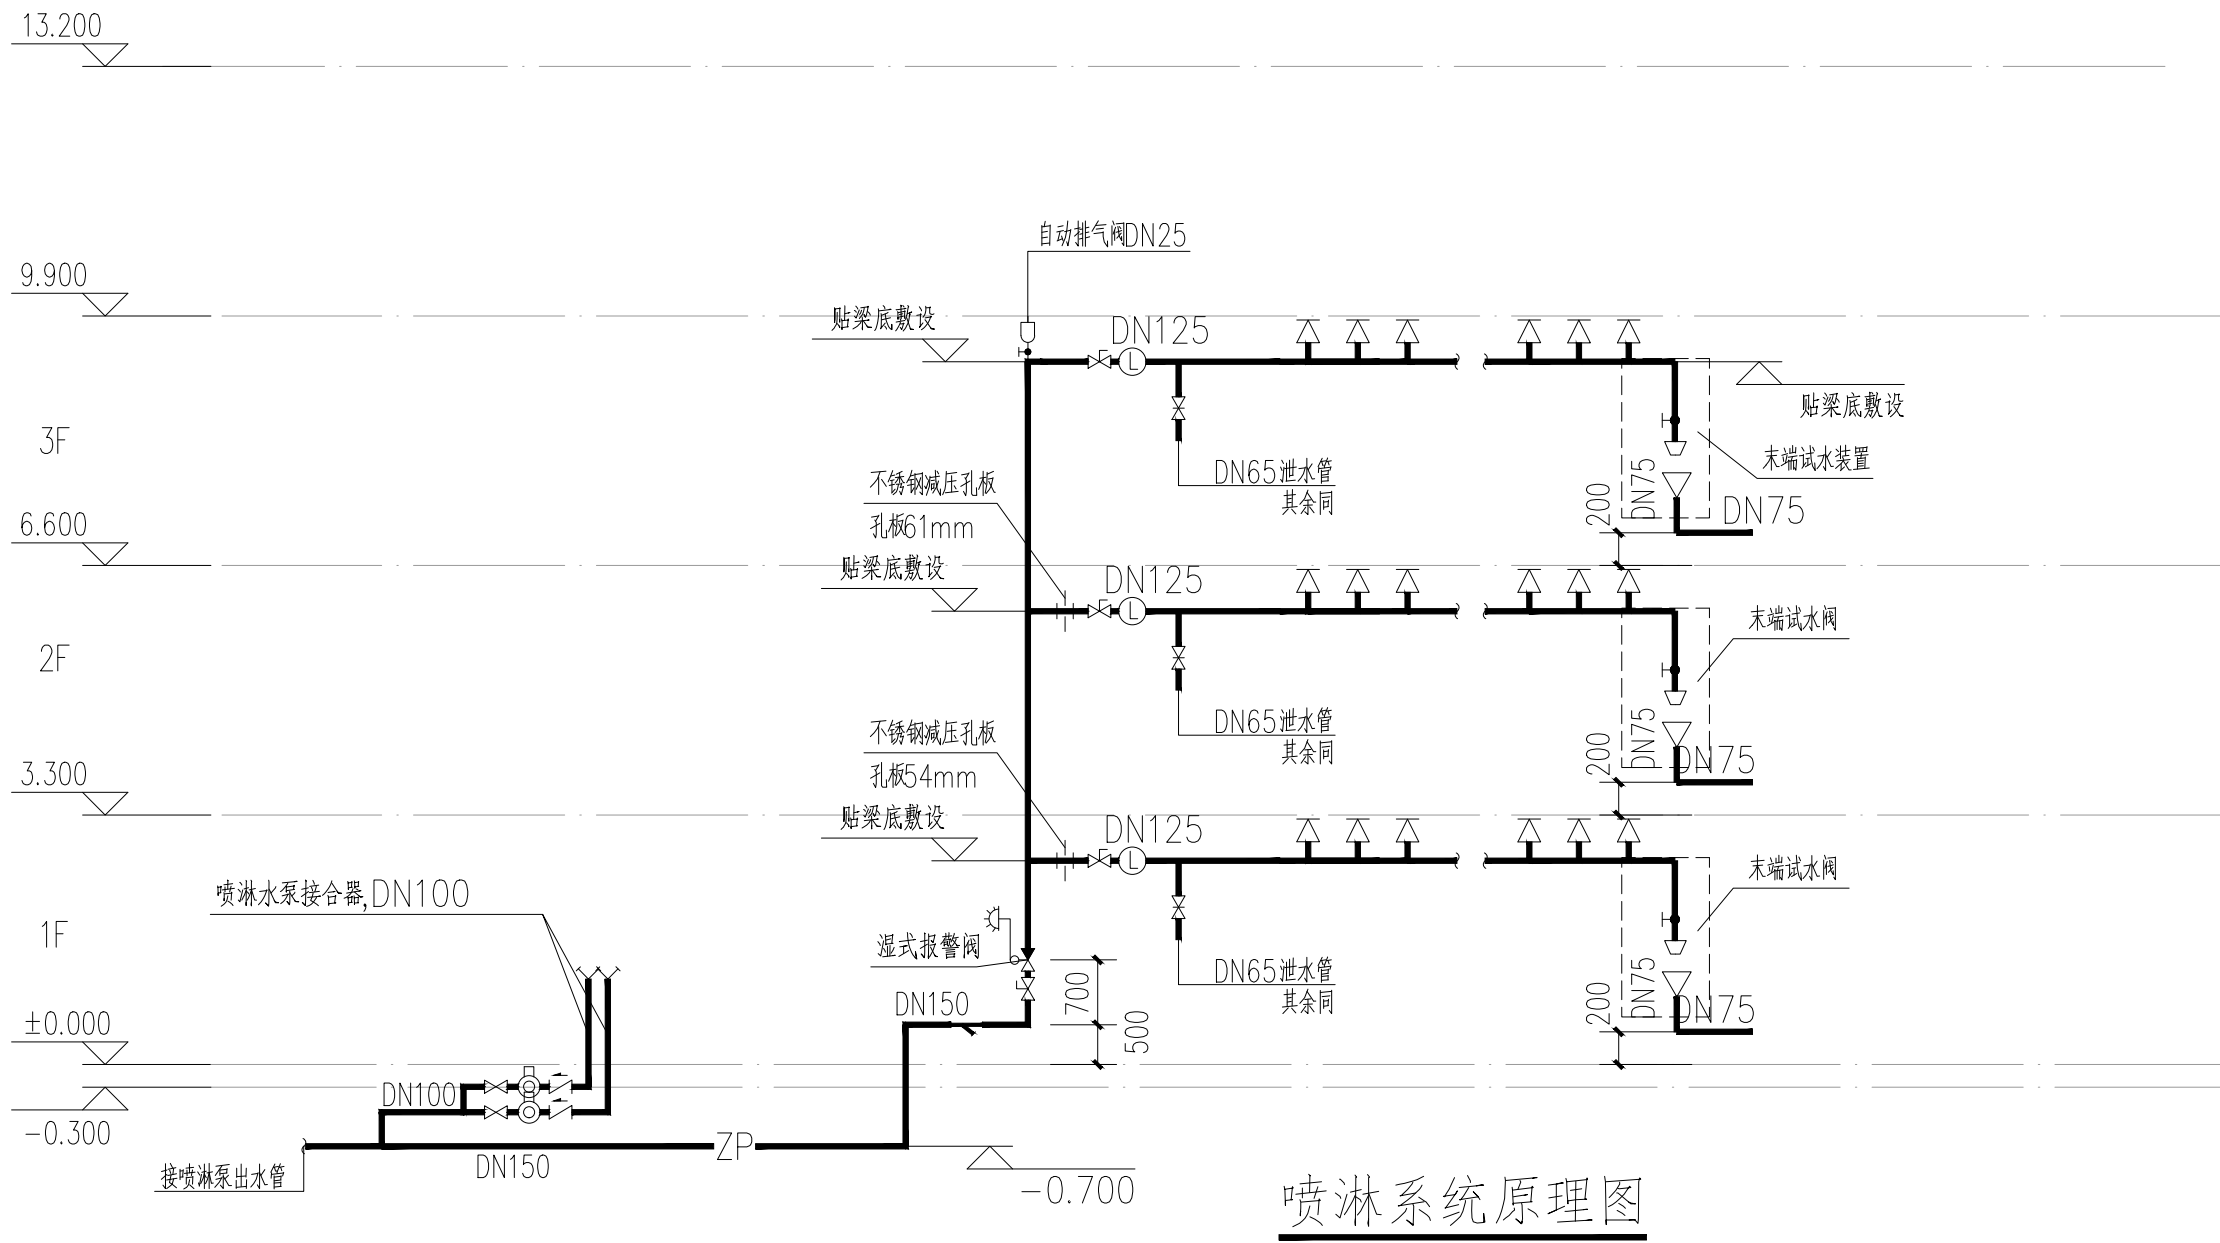 13.200
自动排气阀DN25
9.900
贴梁底敷设
DN125
贴梁底敷设
3F
末端试水装置
DN65泄水管
其余同
不锈钢减压孔板
孔板61mm
DN75
200
DN75
6.600
贴梁底敷设
DN125
末端试水阀
2F
DN65泄水管
其余同
不锈钢减压孔板
孔板54mm
DN75
200
DN75
3.300
贴梁底敷设
DN125
末端试水阀
喷淋水泵接合器,DN100
1F
湿式报警阀
DN65泄水管
其余同
DN150
700
500
DN75
200
DN75
±0.000
DN100
-0.300
ZP
DN150
接喷淋泵出水管
-0.700
喷淋系统原理图
L
L
L